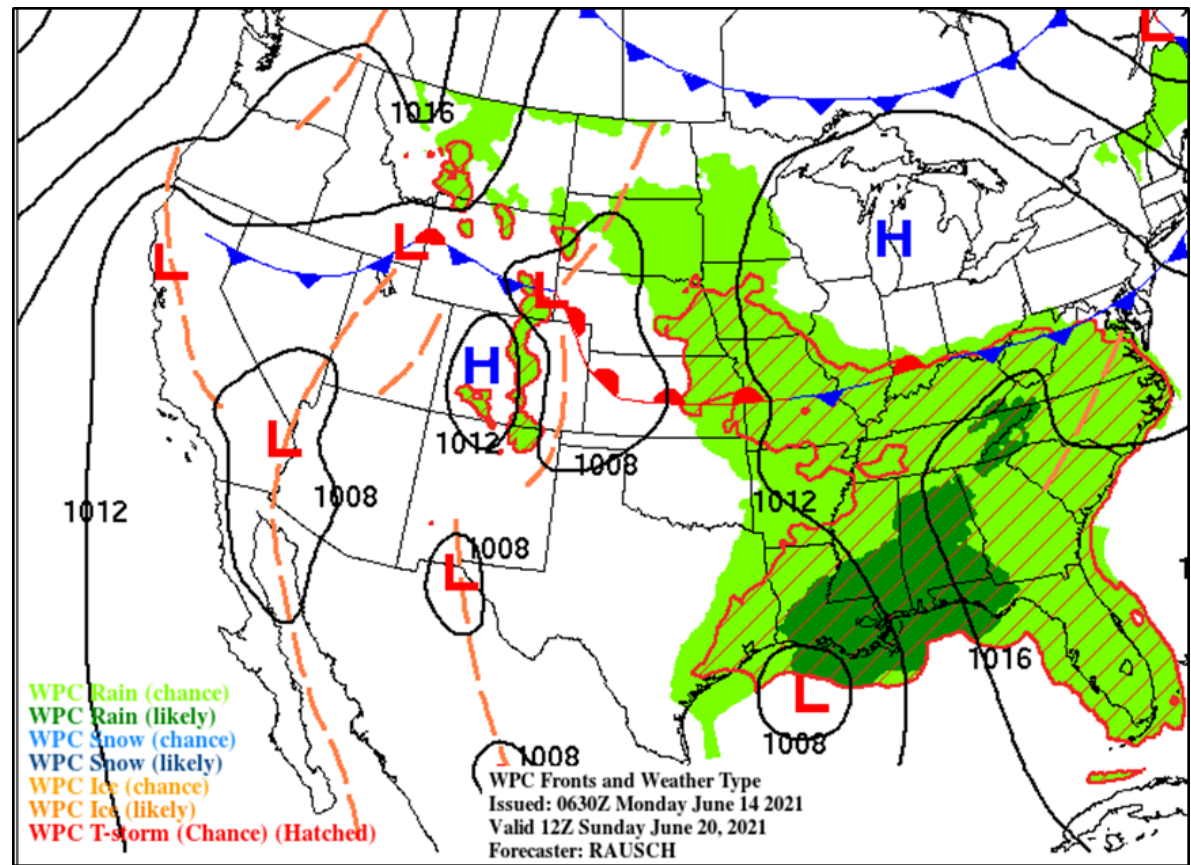 L
1016
H
L
L
L
H
1012
1008
L
1008
1012
1012
1008
L
1016
L
1008
1008
WPC Rain (chance)
WPC Rain (likely)
WPC Snow (chance)
WPC Snow (likely)
WPC Ice (chance)
WPC Ice (likely)
WPC T-storm (Chance) (Hatched)
WPC Fronts and Weather Type
Issued: 0630Z Monday June 14 2021
Valid 12Z Sunday June 20, 2021
Forecaster: RAUSCH